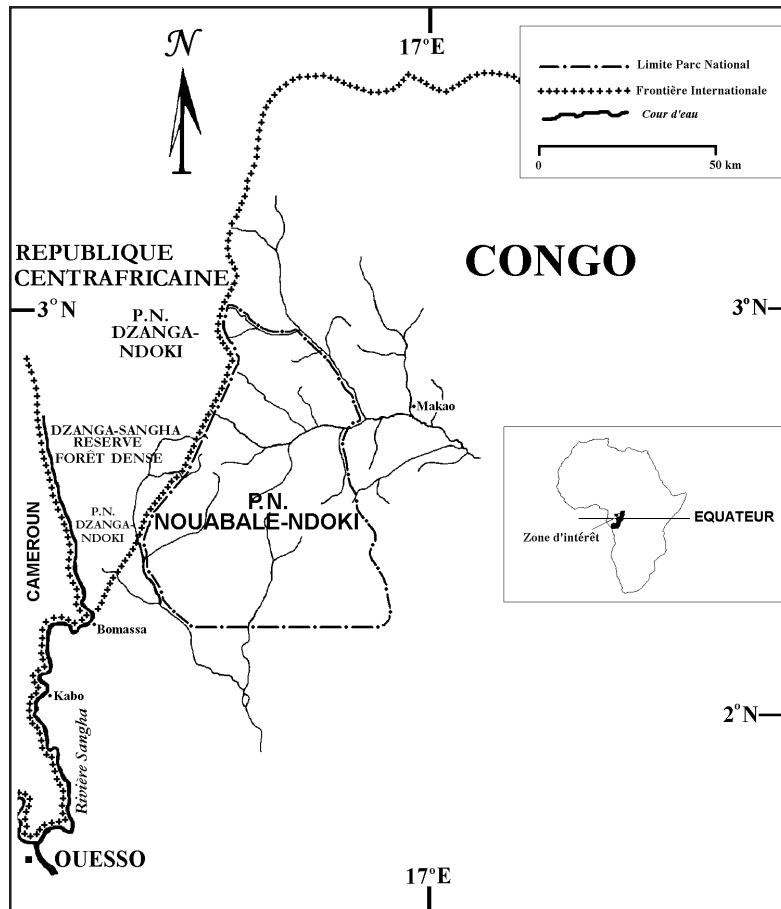 N
17°E
Limite Parc National
Frontière Internationale
Cour d'eau
0
50 km
REPUBLIQUE
CENTRAFRICAINE
CONGO
3°N
3°N
P.N.
DZANGA-
NDOKI
Makao
DZANGA-SANGHA
RESERVE
FORÊT DENSE
P.N.
NOUABALE-NDOKI
P.N.
DZANGA-
NDOKI
EQUATEUR
Zone d'intérêt
CAMEROUN
Bomassa
Kabo
2°N
Rivière Sangha
OUESSO
17°E